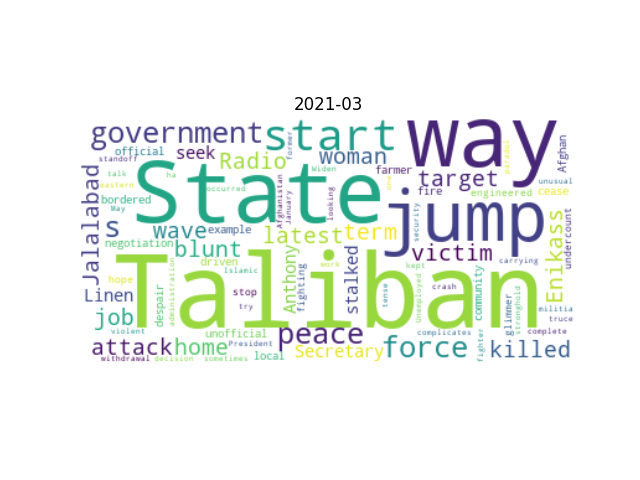 2021-03
government
start
way
official
former
Afghan
standoff
seek
Radio
woman
paradoi
talk
ha
State
Widen
farmer
target
unusual
eastern
occurred
Afghanistan
January
fire
engineered
cease
bordered
May
looking
one
jump
Jalalabad
s
wave
example
latest
term
security
Enikass
undercount
negotiation
blunt
victim
carrying
driven
Islamic
Anthony
fighting
stalked
work
kept
community
Taliban
hope
despair
administration
stop
try
tense
Unemployed
crash
glimmer
stronghold
Linen
job
militia
truce
violent
unofficial
peace
complicates
fighter
complete
attack
home
President
Secretary
force
killed
withdrawal
decision
sometimes
local